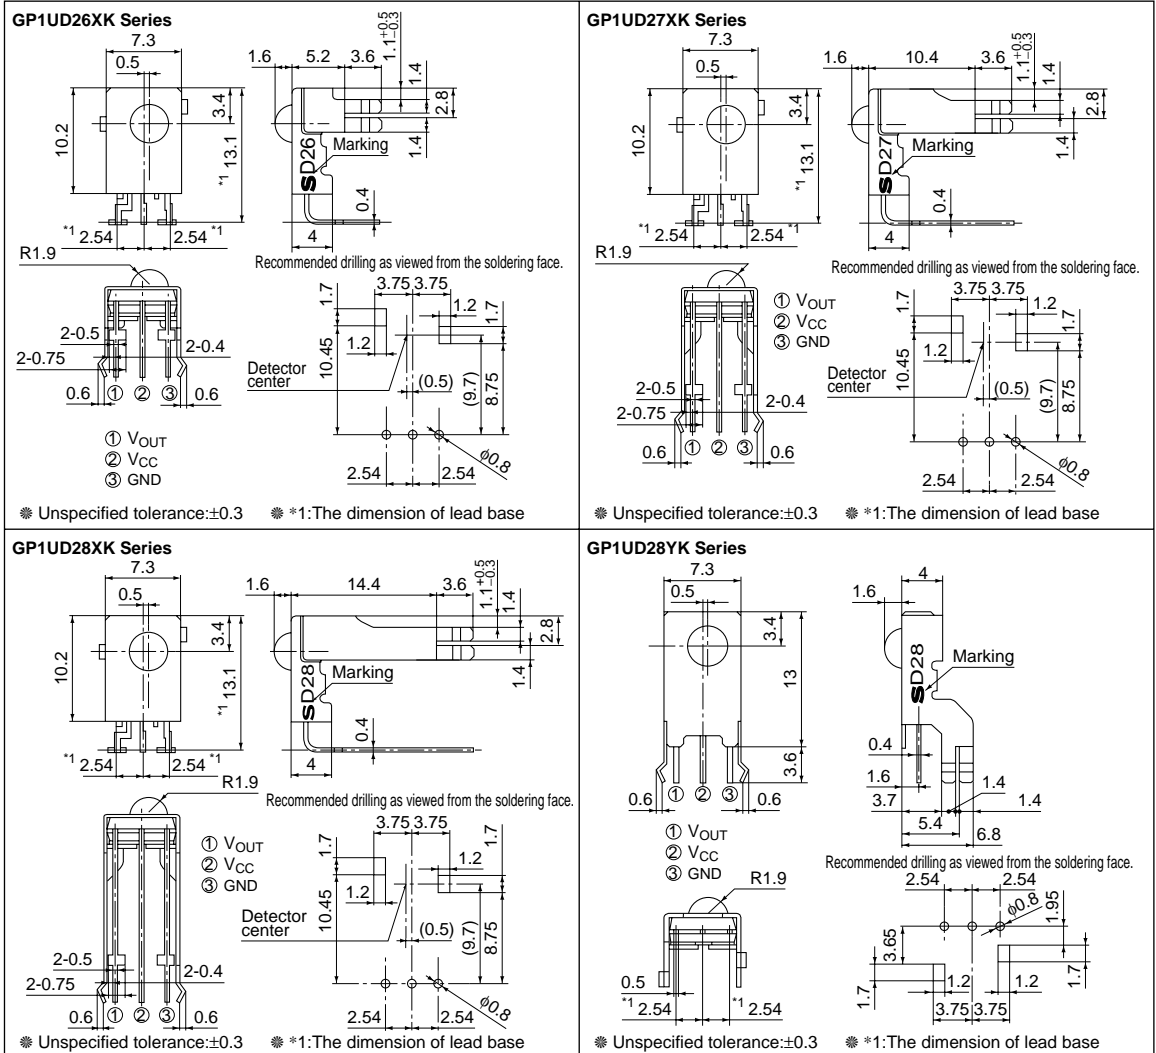 GP1UD26XK Series
7.3
0.5
10.2
3.4
*1 13.1
*1 2.54
2.54 *1
1.6
5.2
3.6
1.1 +0.5 −0.3
1.4
2.8
1.4
SD26
Marking
0.4
4
R1.9
2-0.5
2-0.75
2-0.4
0.6
① ② ③
0.6
① VOUT
② VCC
③ GND
Recommended drilling as viewed from the soldering face.
3.75 3.75
1.7
1.2
1.7
1.2
10.45
Detector
center
(0.5)
(9.7)
8.75
φ0.8
2.54
2.54
❋ Unspecified tolerance:±0.3
❋ *1:The dimension of lead base
GP1UD27XK Series
7.3
0.5
10.2
3.4
*1 13.1
*1 2.54
2.54 *1
1.6
10.4
3.6
1.1 +0.5 −0.3
1.4
2.8
1.4
SD27
Marking
0.4
4
R1.9
① VOUT
② VCC
③ GND
2-0.5
2-0.75
2-0.4
0.6
① ② ③
0.6
Recommended drilling as viewed from the soldering face.
3.75 3.75
1.7
1.2
1.7
1.2
10.45
Detector
center
(0.5)
(9.7)
8.75
φ0.8
2.54
2.54
❋ Unspecified tolerance:±0.3
❋ *1:The dimension of lead base
GP1UD28XK Series
7.3
0.5
10.2
3.4
*1 13.1
*1 2.54
2.54 *1
1.6
14.4
3.6
1.1 +0.5 −0.3
1.4
2.8
1.4
SD28
Marking
0.4
4
R1.9
① VOUT
② VCC
③ GND
2-0.5
2-0.75
2-0.4
0.6
① ② ③
0.6
Recommended drilling as viewed from the soldering face.
3.75 3.75
1.7
1.2
1.7
1.2
10.45
Detector
center
(0.5)
(9.7)
8.75
φ0.8
2.54
2.54
❋ Unspecified tolerance:±0.3
❋ *1:The dimension of lead base
GP1UD28YK Series
7.3
0.5
3.4
13
3.6
0.6
① ② ③
0.6
4
1.6
SD28
Marking
0.4
1.6
3.7
1.4
1.4
5.4
6.8
① VOUT
② VCC
③ GND
R1.9
0.5
*1 2.54
*1 2.54
Recommended drilling as viewed from the soldering face.
2.54
2.54
φ0.8
1.95
3.65
1.7
1.2
1.2
1.7
3.75 3.75
❋ Unspecified tolerance:±0.3
❋ *1:The dimension of lead base